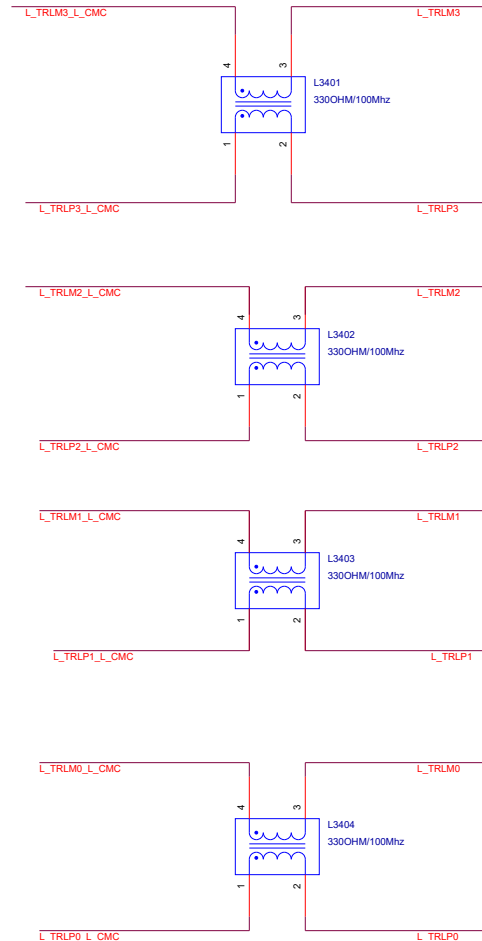 L_TRLM3_L_CMC L_TRLM3
4 3
L3401
330OHM/100Mhz
1 2
L_TRLP3_L_CMC L_TRLP3
L_TRLM2_L_CMC L_TRLM2
4 3
L3402
330OHM/100Mhz
1 2
L_TRLP2_L_CMC L_TRLP2
L_TRLM1_L_CMC L_TRLM1
4 3
L3403
330OHM/100Mhz
1 2
L_TRLP1_L_CMC L_TRLP1
L_TRLM0_L_CMC L_TRLM0
4 3
L3404
330OHM/100Mhz
1 2
L_TRLP0_L_CMC L_TRLP0